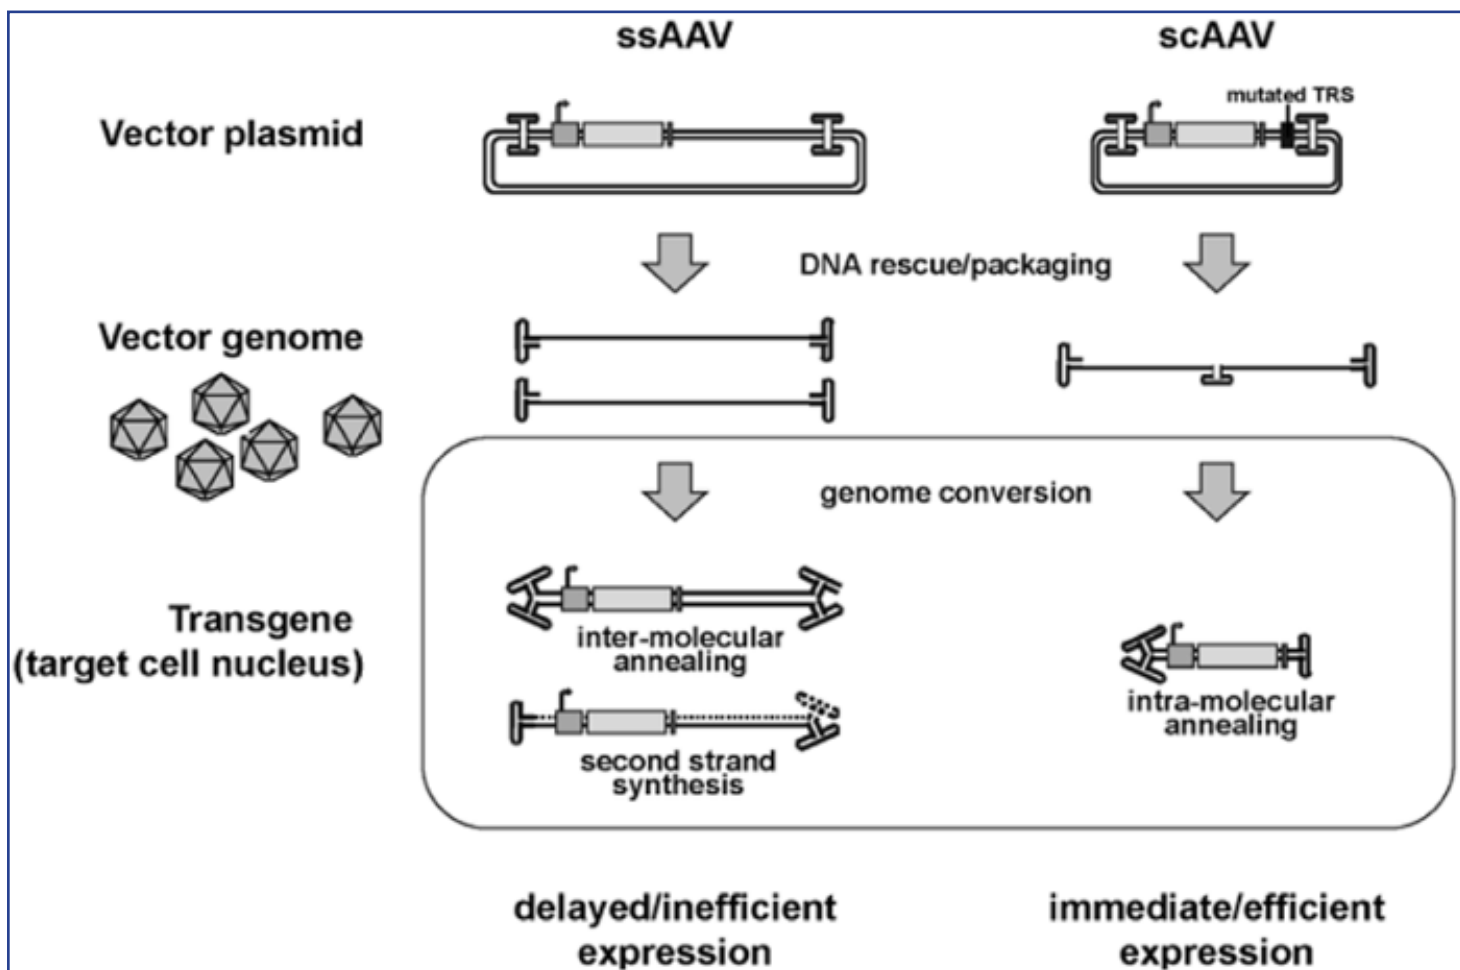 ssAAV
scAAV
mutated TRS
Vector plasmid
DNA rescue/packaging
Vector genome
genome conversion
Transgene
(target cell nucleus)
inter-molecular
annealing
second strand
synthesis
intra-molecular
annealing
delayed/inefficient
expression
immediate/efficient
expression